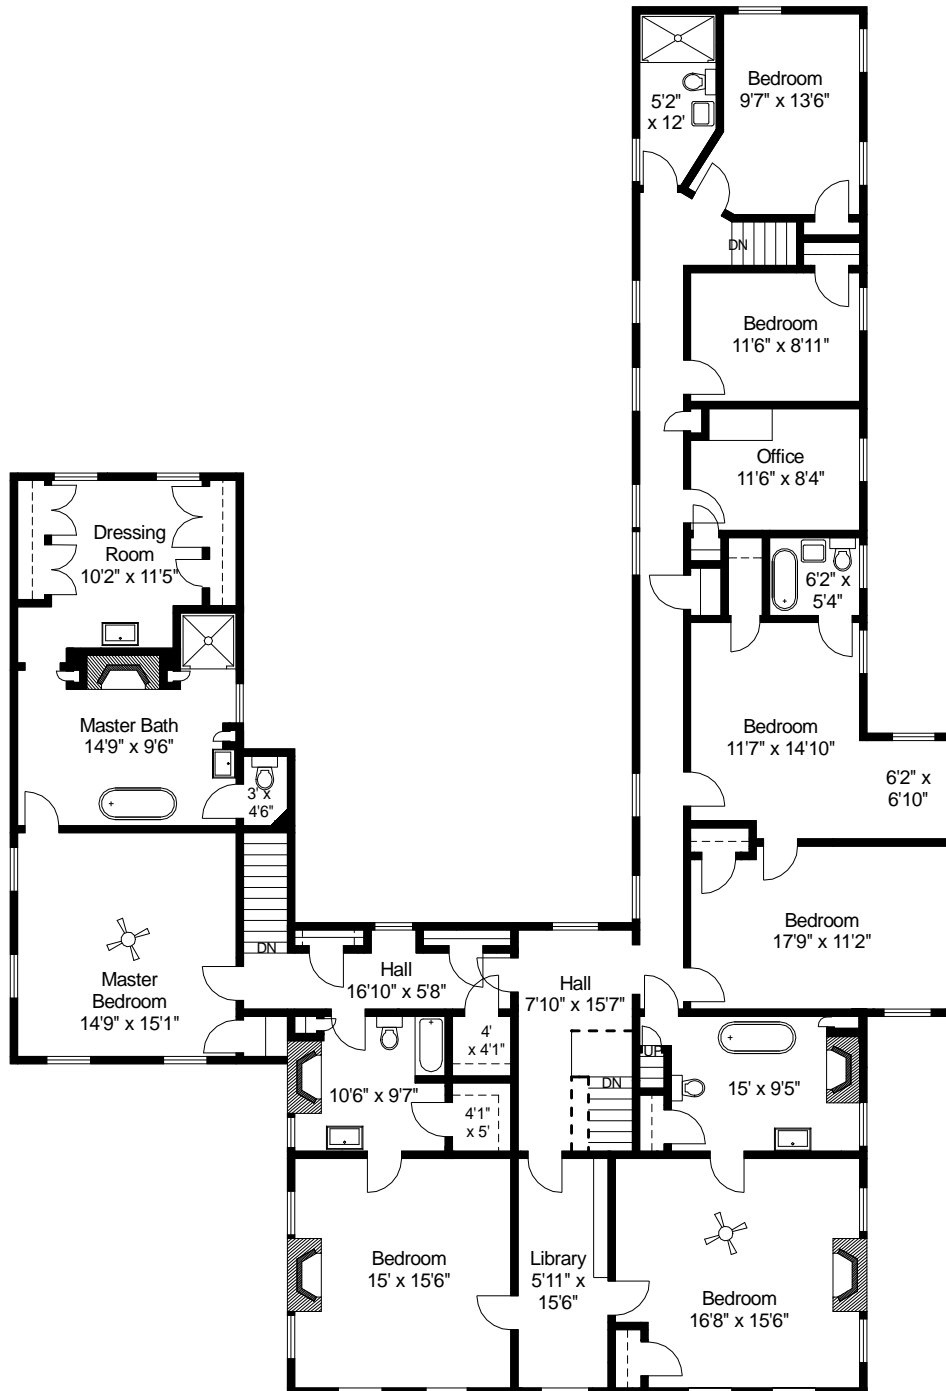 Bedroom
9'7" x 13'6"
5'2"
x 12'
DN
Bedroom
11'6" x 8'11"
Office
11'6" x 8'4"
Dressing
Room
10'2" x 11'5"
6'2" x
5'4"
Master Bath
14'9" x 9'6"
Bedroom
11'7" x 14'10"
6'2" x
6'10"
3' x
4'6"
Bedroom
17'9" x 11'2"
DN
Master
Bedroom
14'9" x 15'1"
Hall
16'10" x 5'8"
Hall
7'10" x 15'7"
4'
x 4'1"
UP
DN
10'6" x 9'7"
4'1"
x 5'
15' x 9'5"
Bedroom
15' x 15'6"
Library
5'11" x
15'6"
Bedroom
16'8" x 15'6"